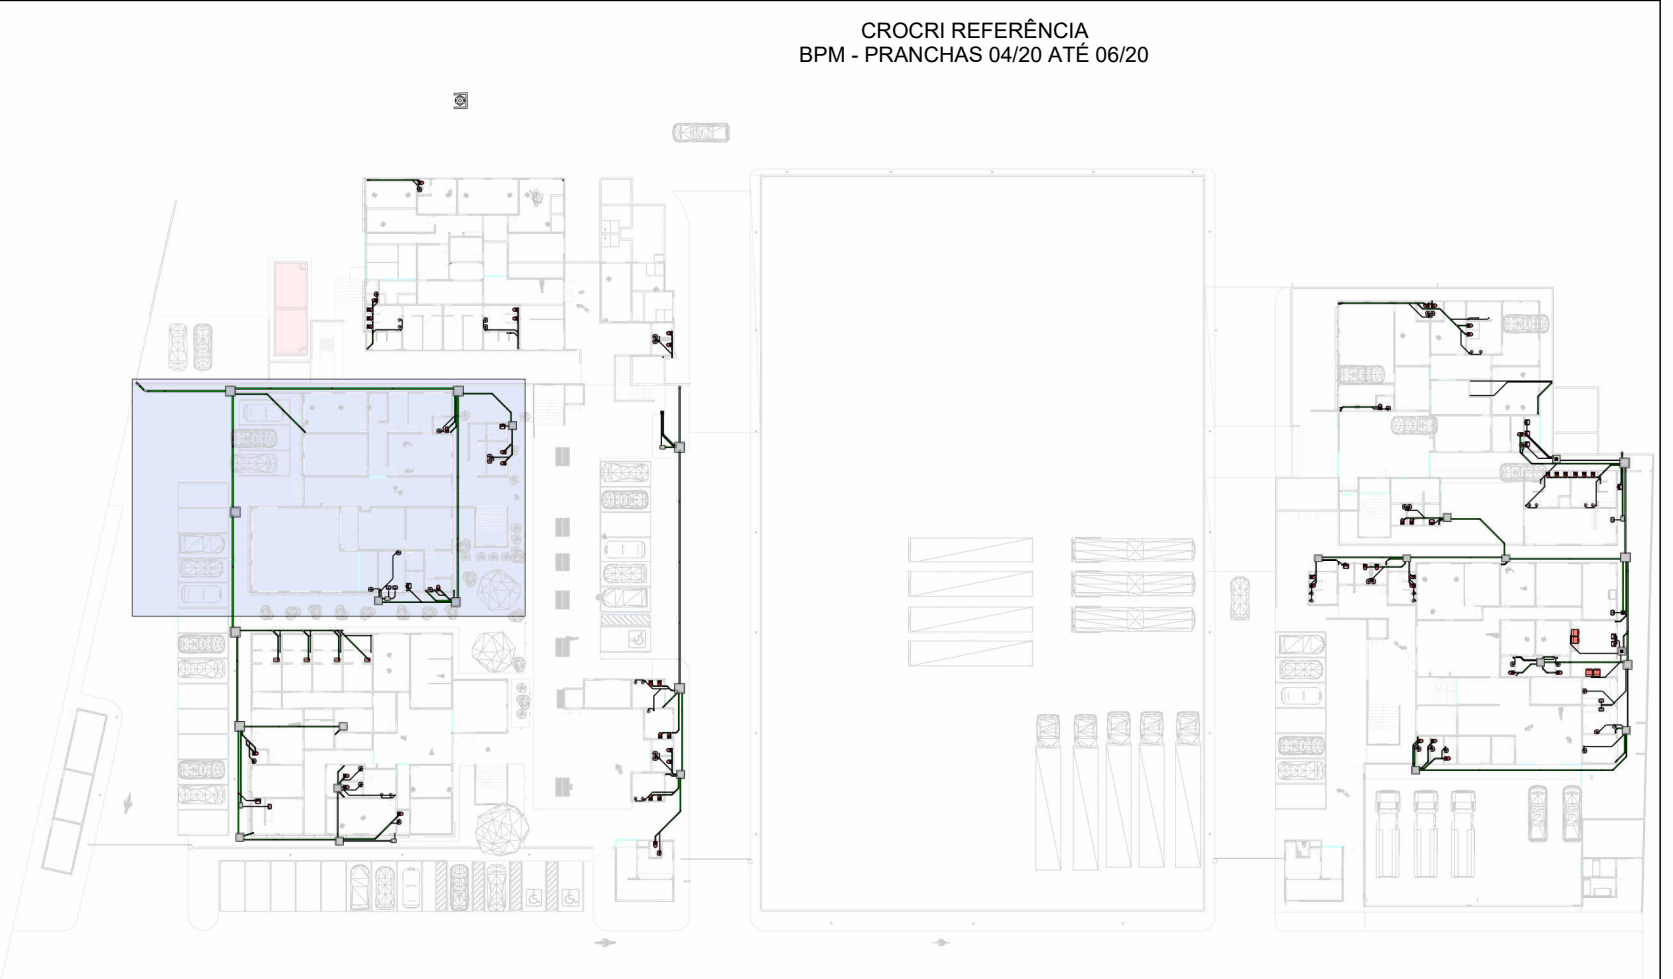 CROCRI REFERÊNCIA
BPM - PRANCHAS 04/20 ATÉ 06/20